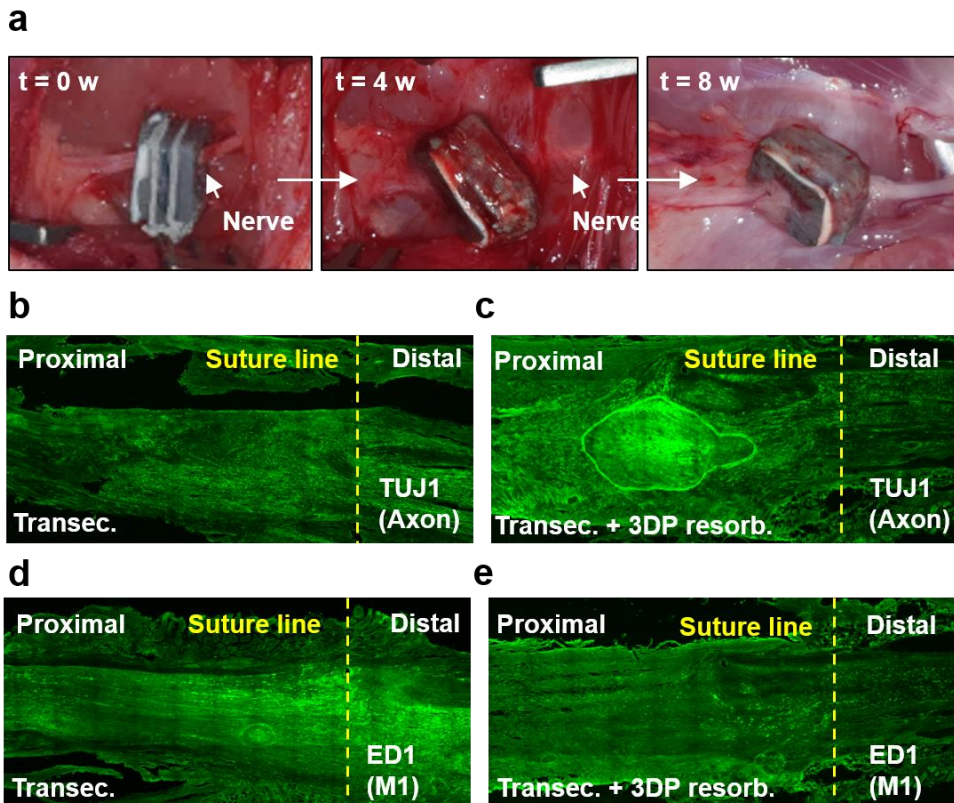 a
t = 0 w
t = 4 w
t = 8 w
Nerve
Nerve
b
c
Proximal
Suture line
Distal
Proximal
Suture line
Distal
Transec.
TUJ1
(Axon)
Transec. + 3DP resorb.
TUJ1
(Axon)
d
e
Proximal
Suture line
Distal
Proximal
Suture line
Distal
Transec.
ED1
(M1)
Transec. + 3DP resorb.
ED1
(M1)